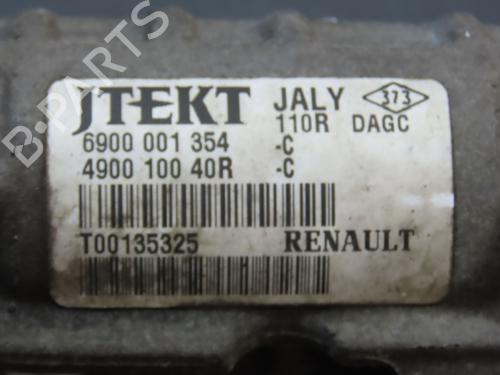 B-PARTS
JTEKT JALY 373
110R DAGC
6900 001 354 -C
4900 100 40R -C
T00135325 RENAULT